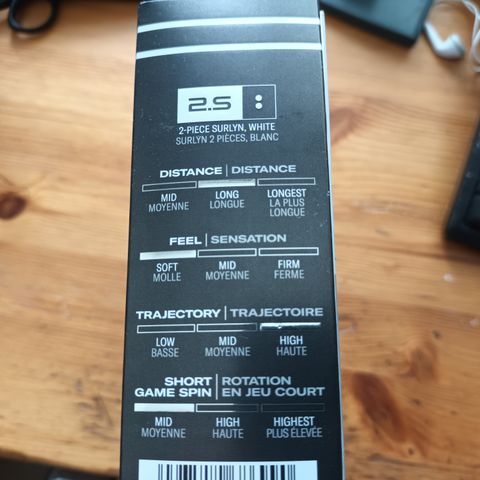 2.S
2-PIECE SURLYN, WHITE
SURLYN 2 PIÈCES, BLANC
DISTANCE | DISTANCE
MID LONG LONGEST
MOYENNE LONGUE LA PLUS
LONGUE
FEEL | SENSATION
SOFT MID FIRM
MOLLE MOYENNE FERME
TRAJECTORY | TRAJECTOIRE
LOW MID HIGH
BASSE MOYENNE HAUTE
SHORT | ROTATION
GAME SPIN | EN JEU COURT
MID HIGH HIGHEST
MOYENNE HAUTE PLUS ÉLEVÉE